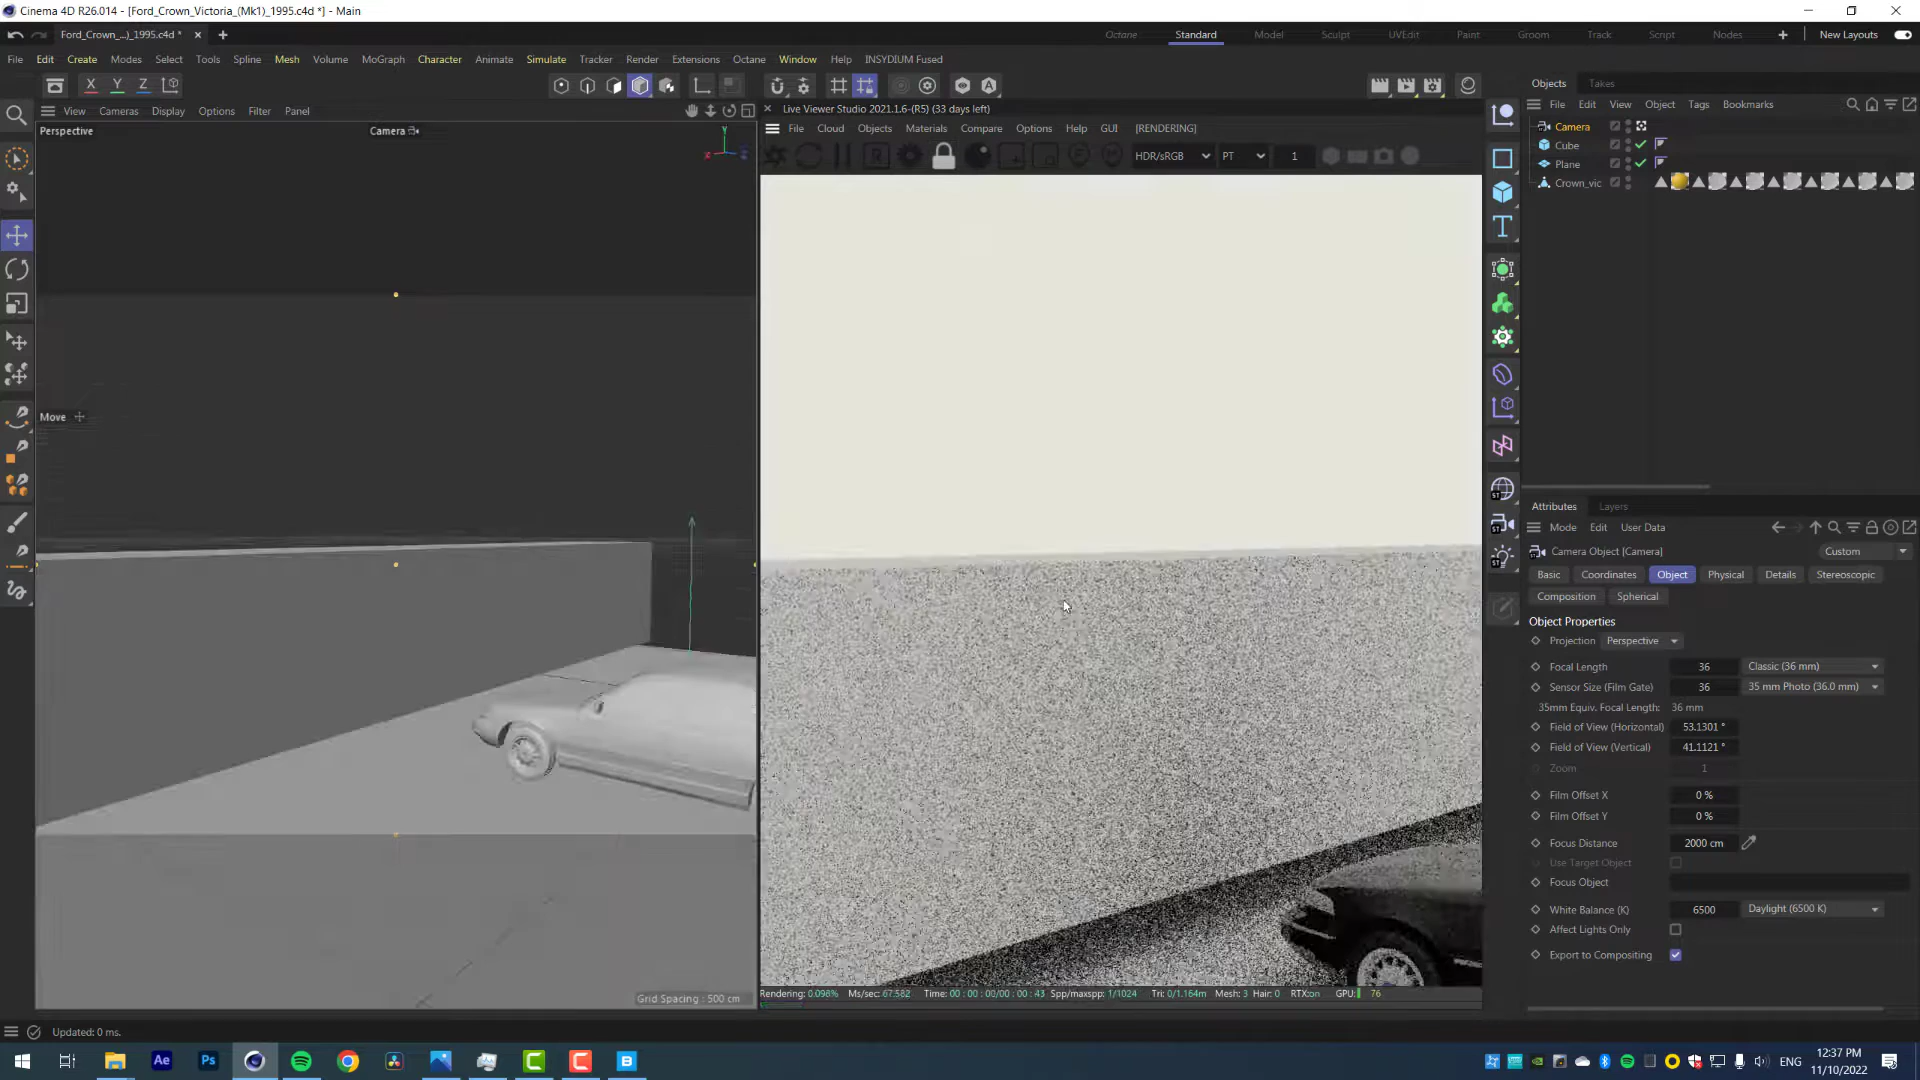 Cinema 4D R26.014 - [Ford_Crown_Victoria_(Mk1)_1995.c4d *] - Main
Ford_Crown_...)_1995.c4d *
Octane Standard Model Sculpt UVEdit Paint Groom Track Script Nodes New Layouts
File Edit Create Modes Select Tools Spline Mesh Volume MoGraph Character Animate Simulate Tracker Render Extensions Octane Window Help INSYDIUM Fused
X Y Z
View Cameras Display Options Filter Panel
Perspective
Camera
Move
Grid Spacing : 500 cm
Live Viewer Studio 2021.1.6-(R5) (33 days left)
File Cloud Objects Materials Compare Options Help GUI [RENDERING]
HDR/sRGB PT 1
Rendering: 0.098% Ms/sec: 67.582 Time: 00 : 00 : 00/00 : 00 : 43 Spp/maxspp: 1/1024 Tri: 0/1.164m Mesh: 3 Hair: 0 RTX:on GPU: 76
Objects Takes
File Edit View Object Tags Bookmarks
Camera
Cube
Plane
Crown_vic
Attributes Layers
Mode Edit User Data
Camera Object [Camera] Custom
Basic Coordinates Object Physical Details Stereoscopic
Composition Spherical
Object Properties
Projection Perspective
Focal Length 36 Classic (36 mm)
Sensor Size (Film Gate) 36 35 mm Photo (36.0 mm)
35mm Equiv. Focal Length: 36 mm
Field of View (Horizontal) 53.1301 °
Field of View (Vertical) 41.1121 °
Zoom 1
Film Offset X 0 %
Film Offset Y 0 %
Focus Distance 2000 cm
Use Target Object
Focus Object
White Balance (K) 6500 Daylight (6500 K)
Affect Lights Only
Export to Compositing
Updated: 0 ms.
Ae Ps B
ENG
12:37 PM
11/10/2022